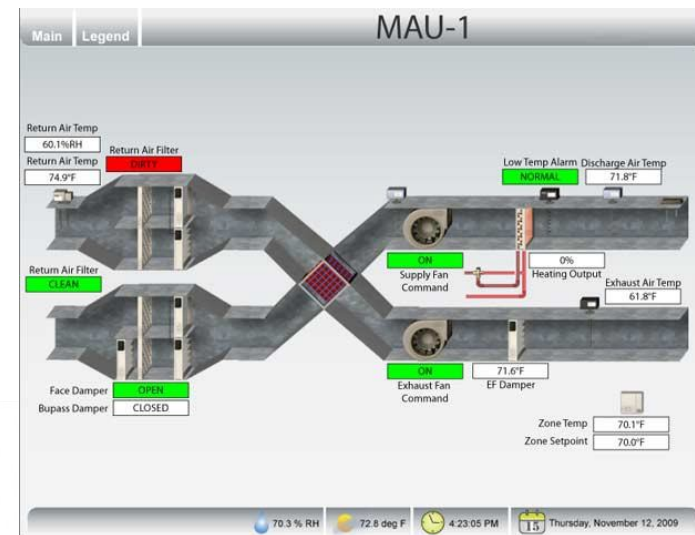 MAU-1
Main
Legend
Return Air Temp
60.1%RH
Return Air Temp
74.9°F
Return Air Filter
DIRTY
Low Temp Alarm
NORMAL
Discharge Air Temp
71.8°F
Return Air Filter
CLEAN
ON
Supply Fan
Command
0%
Heating Output
Exhaust Air Temp
61.8°F
ON
Exhaust Fan
Command
71.6°F
EF Damper
Face Damper
OPEN
Bupass Damper
CLOSED
Zone Temp
70.1°F
Zone Setpoint
70.0°F
70.3 % RH
72.8 deg F
4:23:05 PM
15
Thursday, November 12, 2009